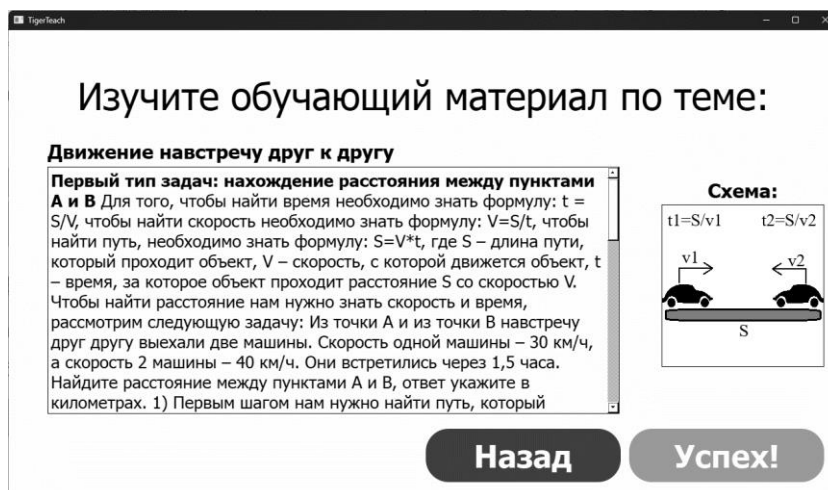 TigerTeach
Изучите обучающий материал по теме:
Движение навстречу друг к другу
Первый тип задач: нахождение расстояния между пунктами
А и В Для того, чтобы найти время необходимо знать формулу: t =
S/V, чтобы найти скорость необходимо знать формулу: V=S/t, чтобы
найти путь, необходимо знать формулу: S=V*t, где S – длина пути,
который проходит объект, V – скорость, с которой движется объект, t
– время, за которое объект проходит расстояние S со скоростью V.
Чтобы найти расстояние нам нужно знать скорость и время,
рассмотрим следующую задачу: Из точки А и из точки В навстречу
друг другу выехали две машины. Скорость одной машины – 30 км/ч,
а скорость 2 машины – 40 км/ч. Они встретились через 1,5 часа.
Найдите расстояние между пунктами А и В, ответ укажите в
километрах. 1) Первым шагом нам нужно найти путь, который
Схема:
t1=S/v1 t2=S/v2
v1 v2
S
Назад Успех!